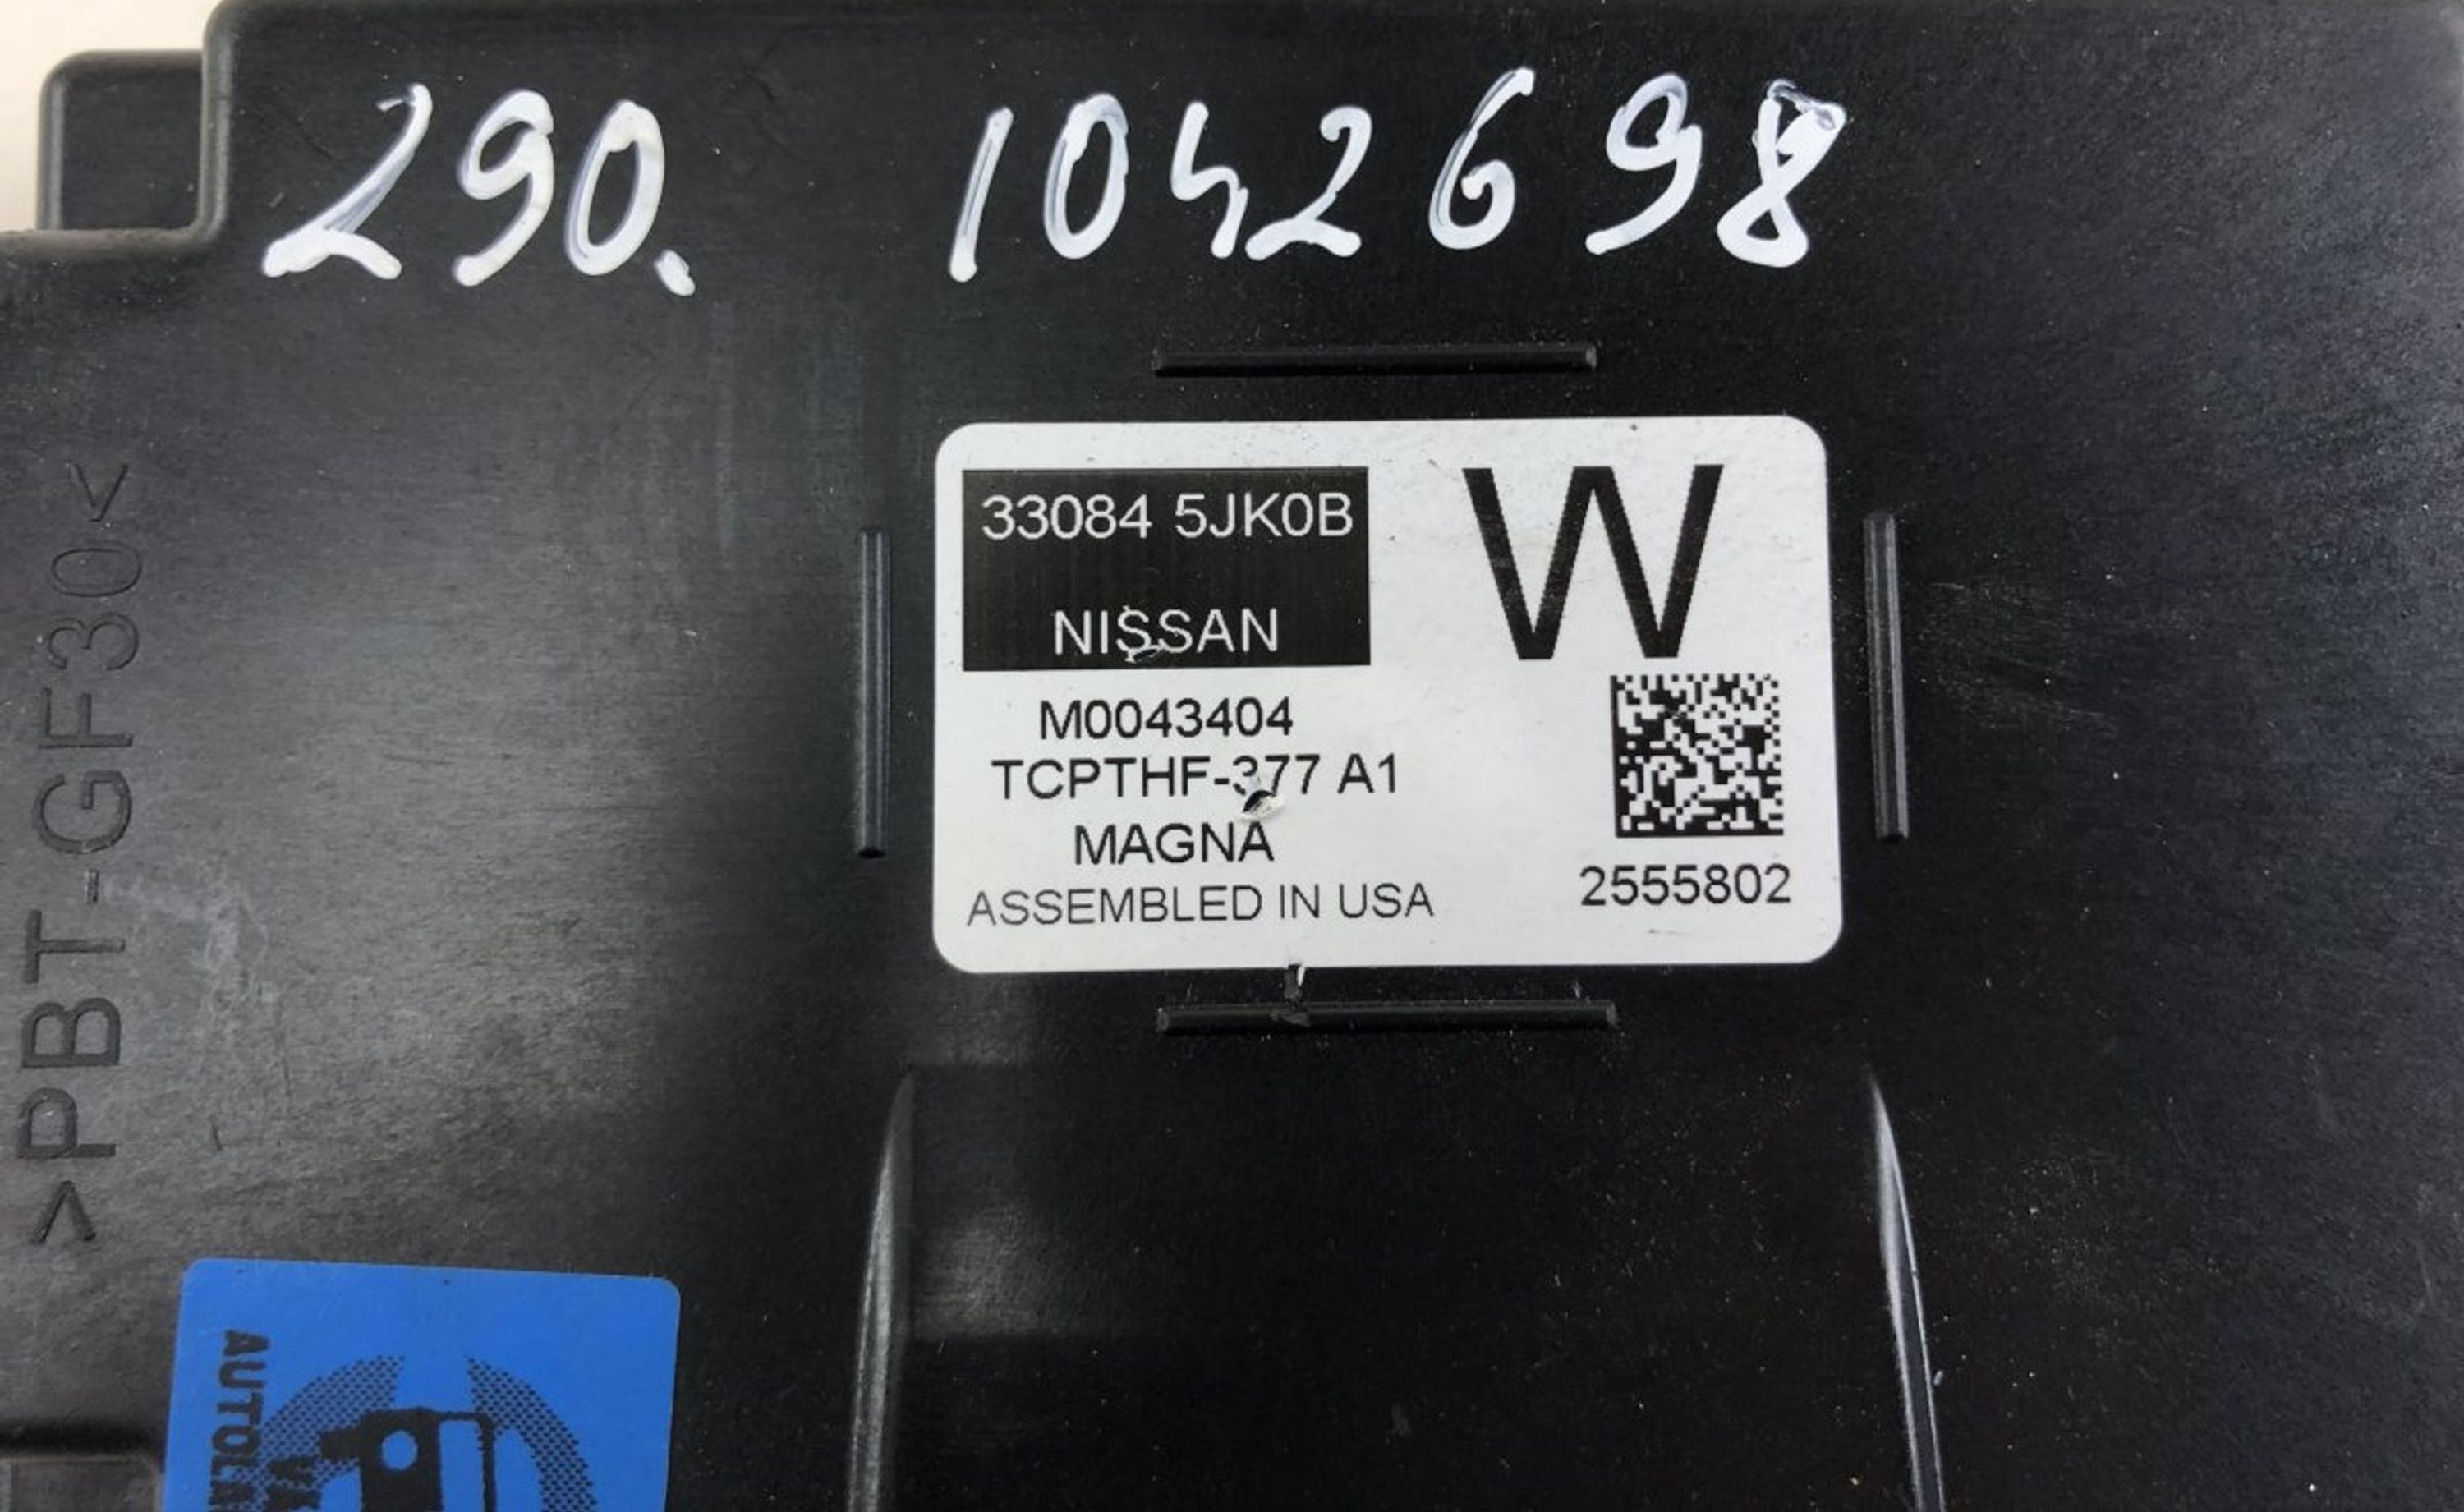 290. 1042698
33084 5JK0B
NISSAN
W
M0043404
TCPTHF-377 A1
MAGNA
ASSEMBLED IN USA
2555802
>PBT-GF30<